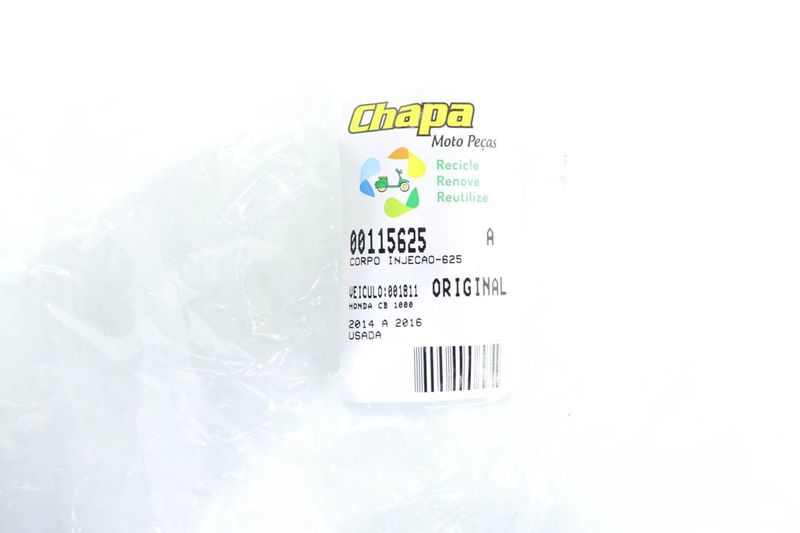 Chapa
Moto Peças
Recicle
Renove
Reutilize
00115625 A
CORPO INJECAO-625
VEICULO:001811 ORIGINAL
HONDA CB 1000
2014 A 2016
USADA